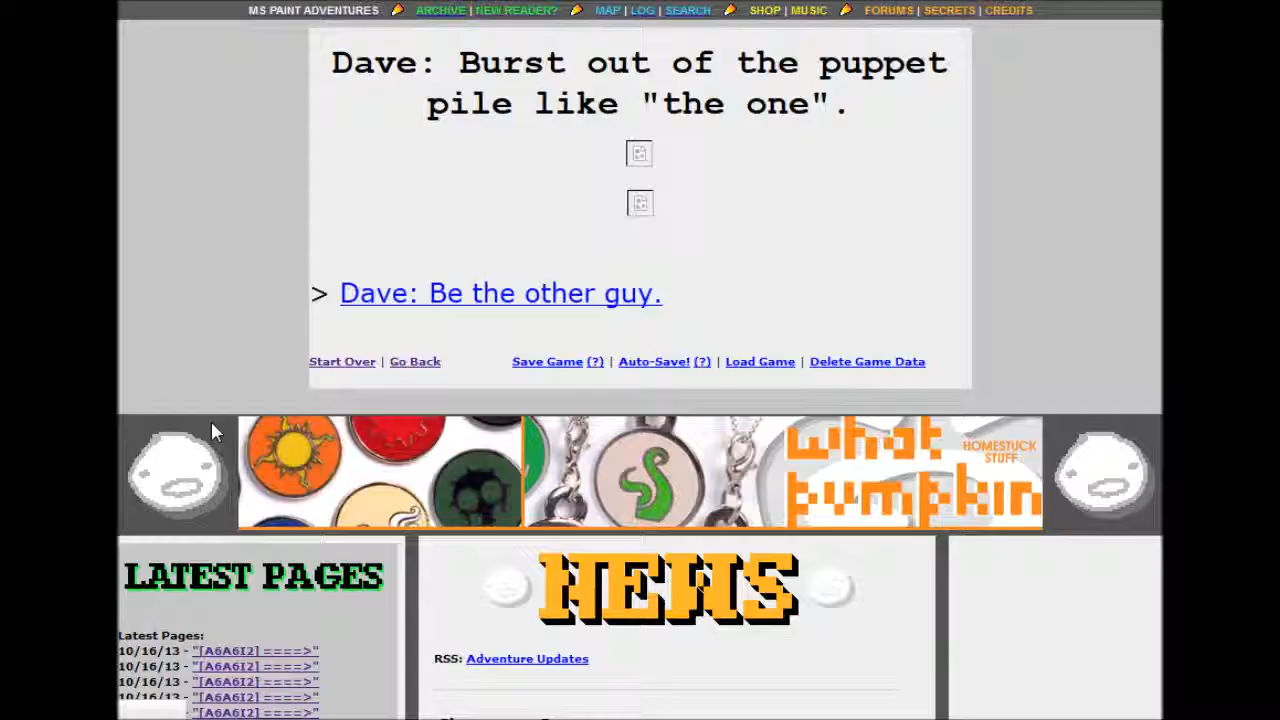 MS PAINT ADVENTURES ARCHIVE | NEW READER? MAP | LOG | SEARCH SHOP | MUSIC FORUMS | SECRETS | CREDITS
Dave: Burst out of the puppet
pile like "the one".
> Dave: Be the other guy.
Start Over | Go Back Save Game (?) | Auto-Save! (?) | Load Game | Delete Game Data
what
pumpkin
HOMESTUCK
STUFF
LATEST PAGES
Latest Pages:
10/16/13 - "[A6A6I2] ====>"
10/16/13 - "[A6A6I2] ====>"
10/16/13 - "[A6A6I2] ====>"
10/16/13 - "[A6A6I2] ====>"
- "[A6A6I2] ====>"
NEWS
RSS: Adventure Updates